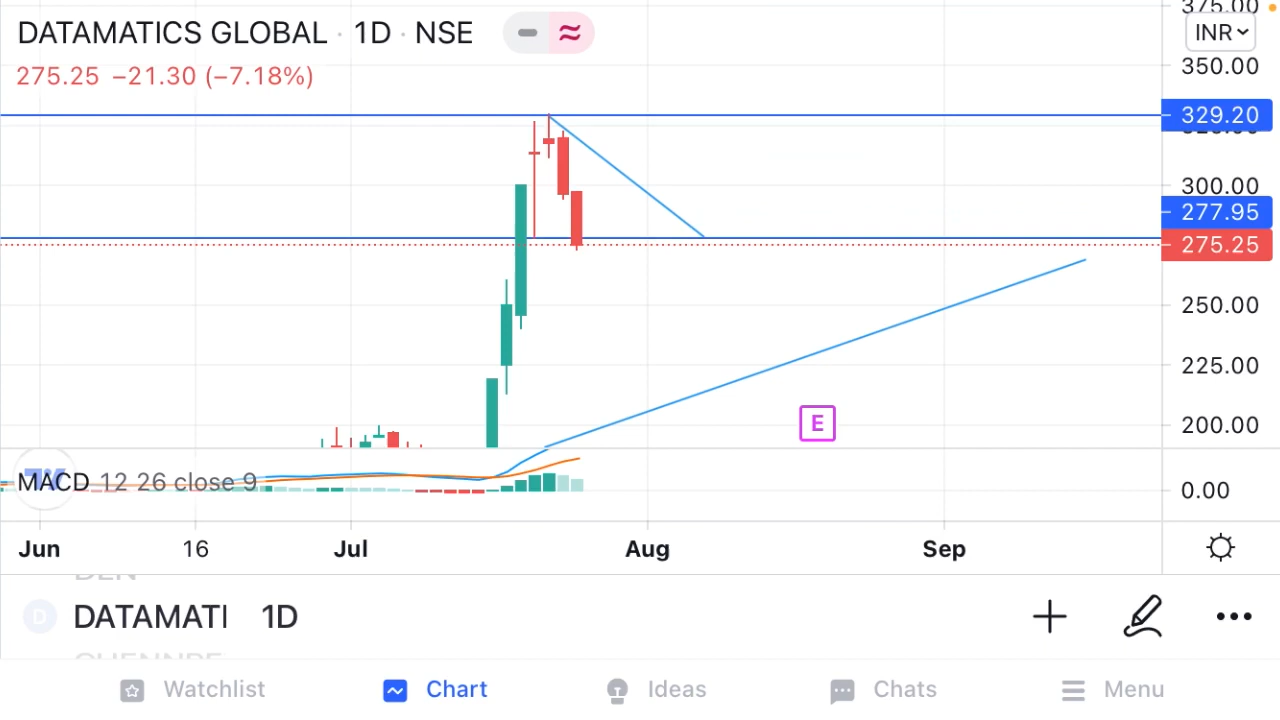 375.00
DATAMATICS GLOBAL · 1D · NSE
INR
275.25 −21.30 (−7.18%)
350.00
329.20
300.00
277.95
275.25
250.00
225.00
E
200.00
MACD 12 26 close 9
0.00
Jun 16 Jul Aug Sep
D DATAMATI 1D
Watchlist Chart Ideas Chats Menu